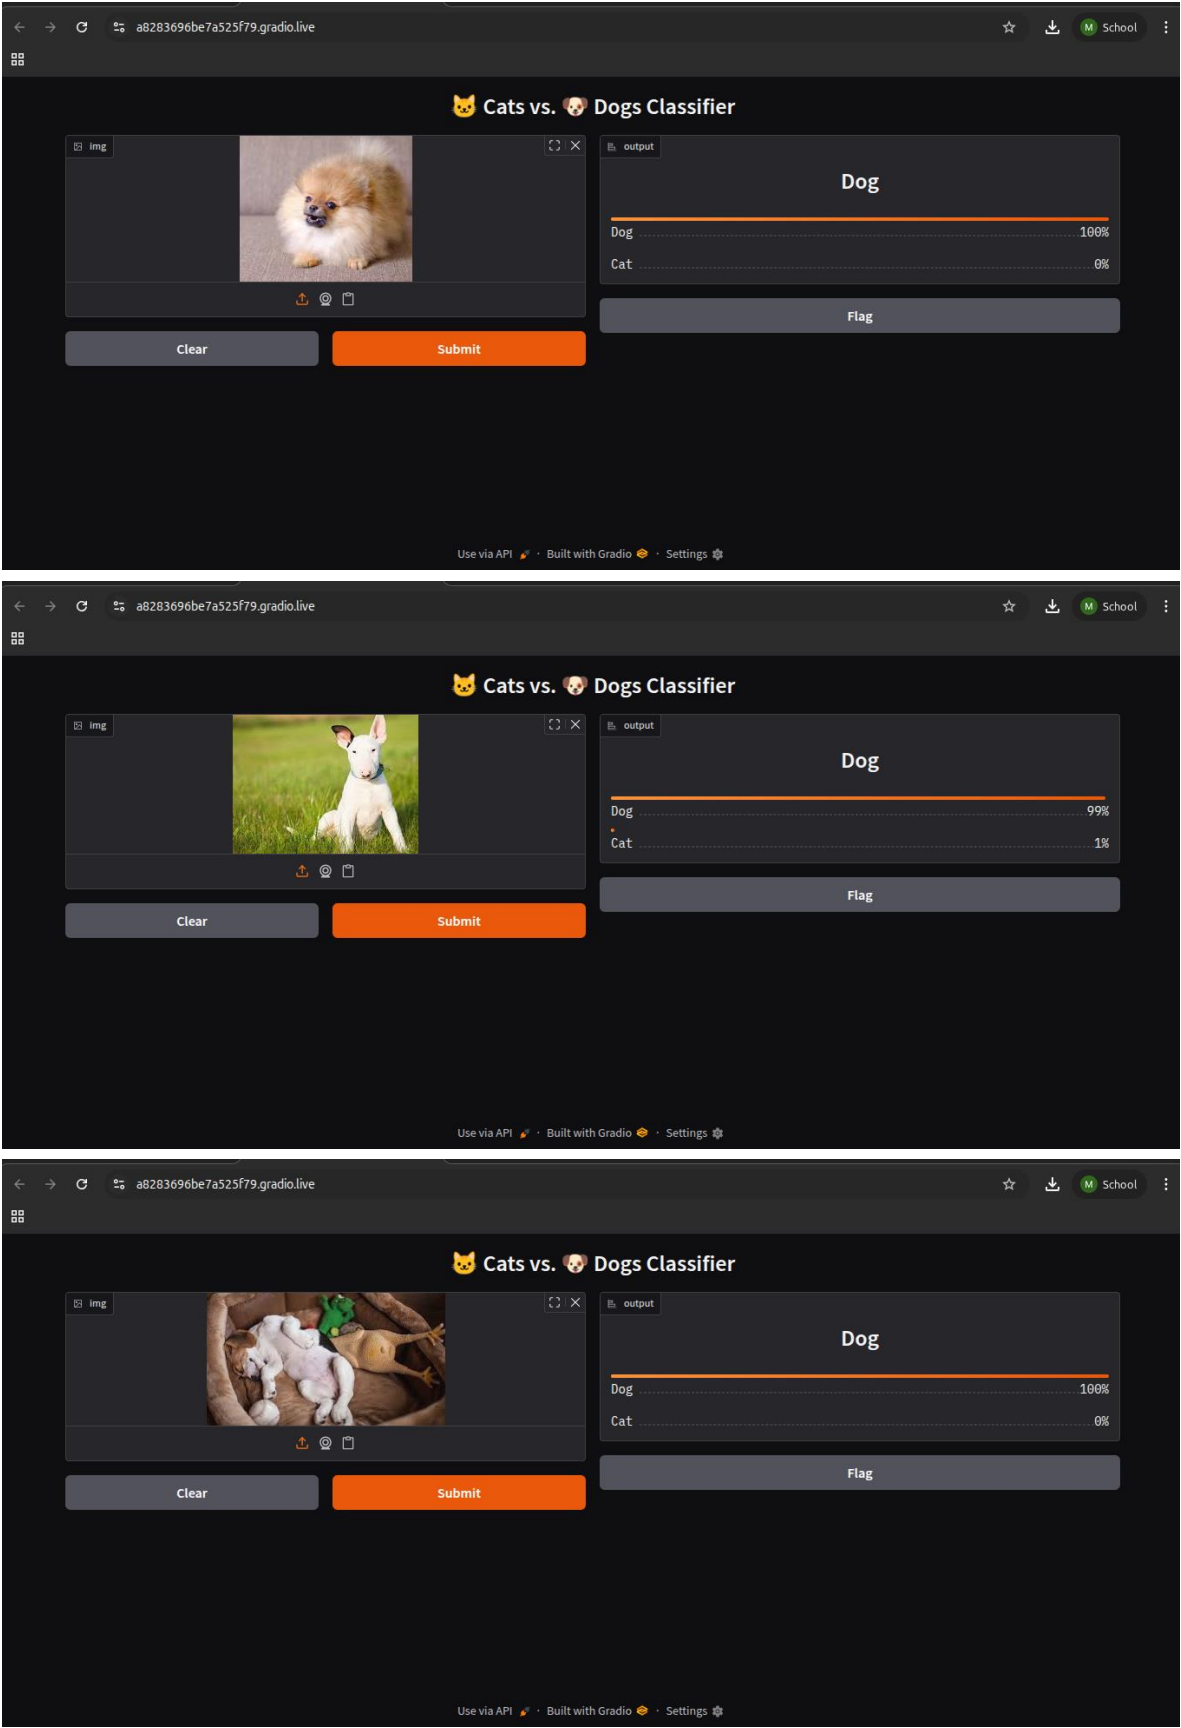 a8283696be7a525f79.gradio.live M School
🐱 Cats vs. 🐶 Dogs Classifier
img output
Dog
Dog 100%
Cat 0%
Flag
Clear Submit
Use via API · Built with Gradio · Settings
a8283696be7a525f79.gradio.live M School
🐱 Cats vs. 🐶 Dogs Classifier
img output
Dog
Dog 99%
Cat 1%
Flag
Clear Submit
Use via API · Built with Gradio · Settings
a8283696be7a525f79.gradio.live M School
🐱 Cats vs. 🐶 Dogs Classifier
img output
Dog
Dog 100%
Cat 0%
Flag
Clear Submit
Use via API · Built with Gradio · Settings